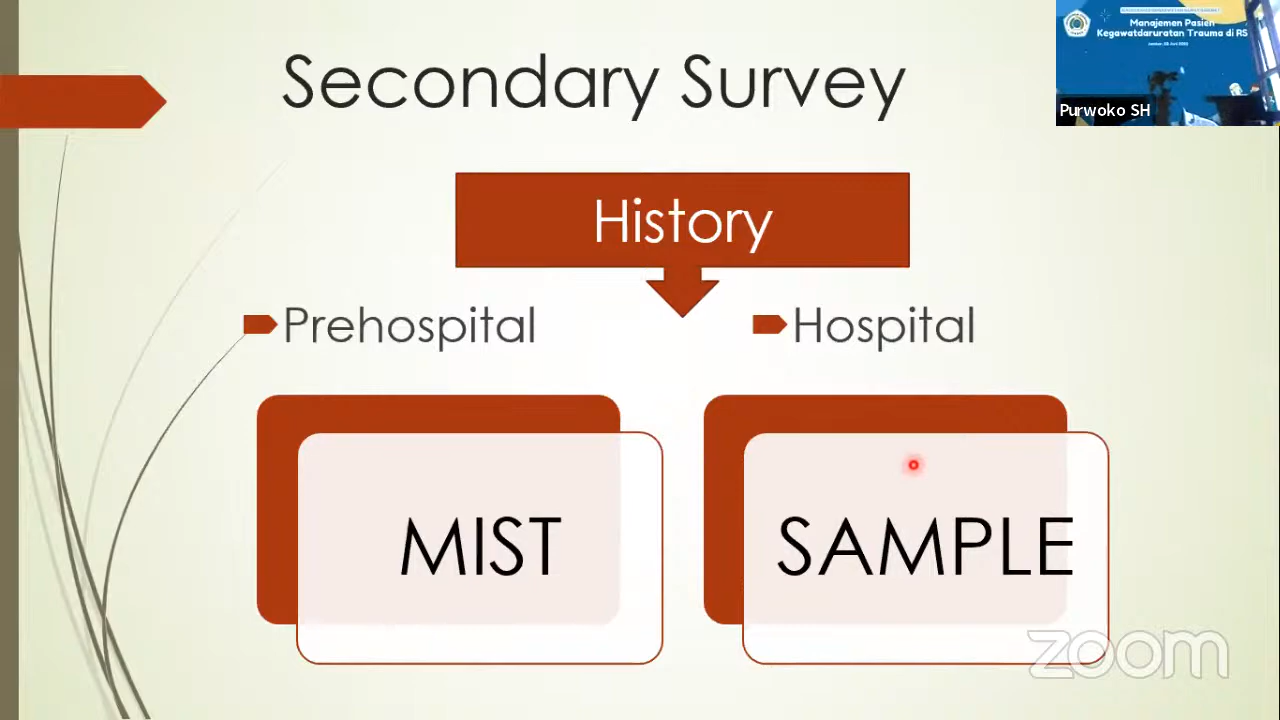 Secondary Survey
Manajemen Pasien
Kegawatdaruratan Trauma di RS
Purwoko SH
History
Prehospital
Hospital
MIST
SAMPLE
zoom